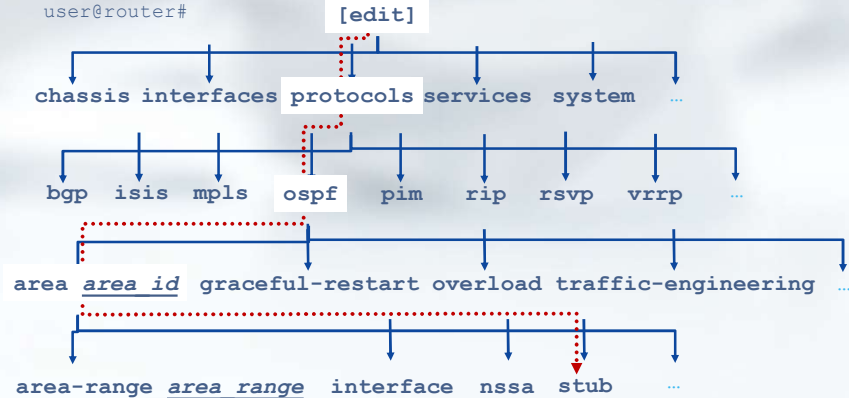 user@router#
[edit]
chassis interfaces protocols services system …
bgp isis mpls ospf pim rip rsvp vrrp …
area area_id graceful-restart overload traffic-engineering …
area-range area_range interface nssa stub …